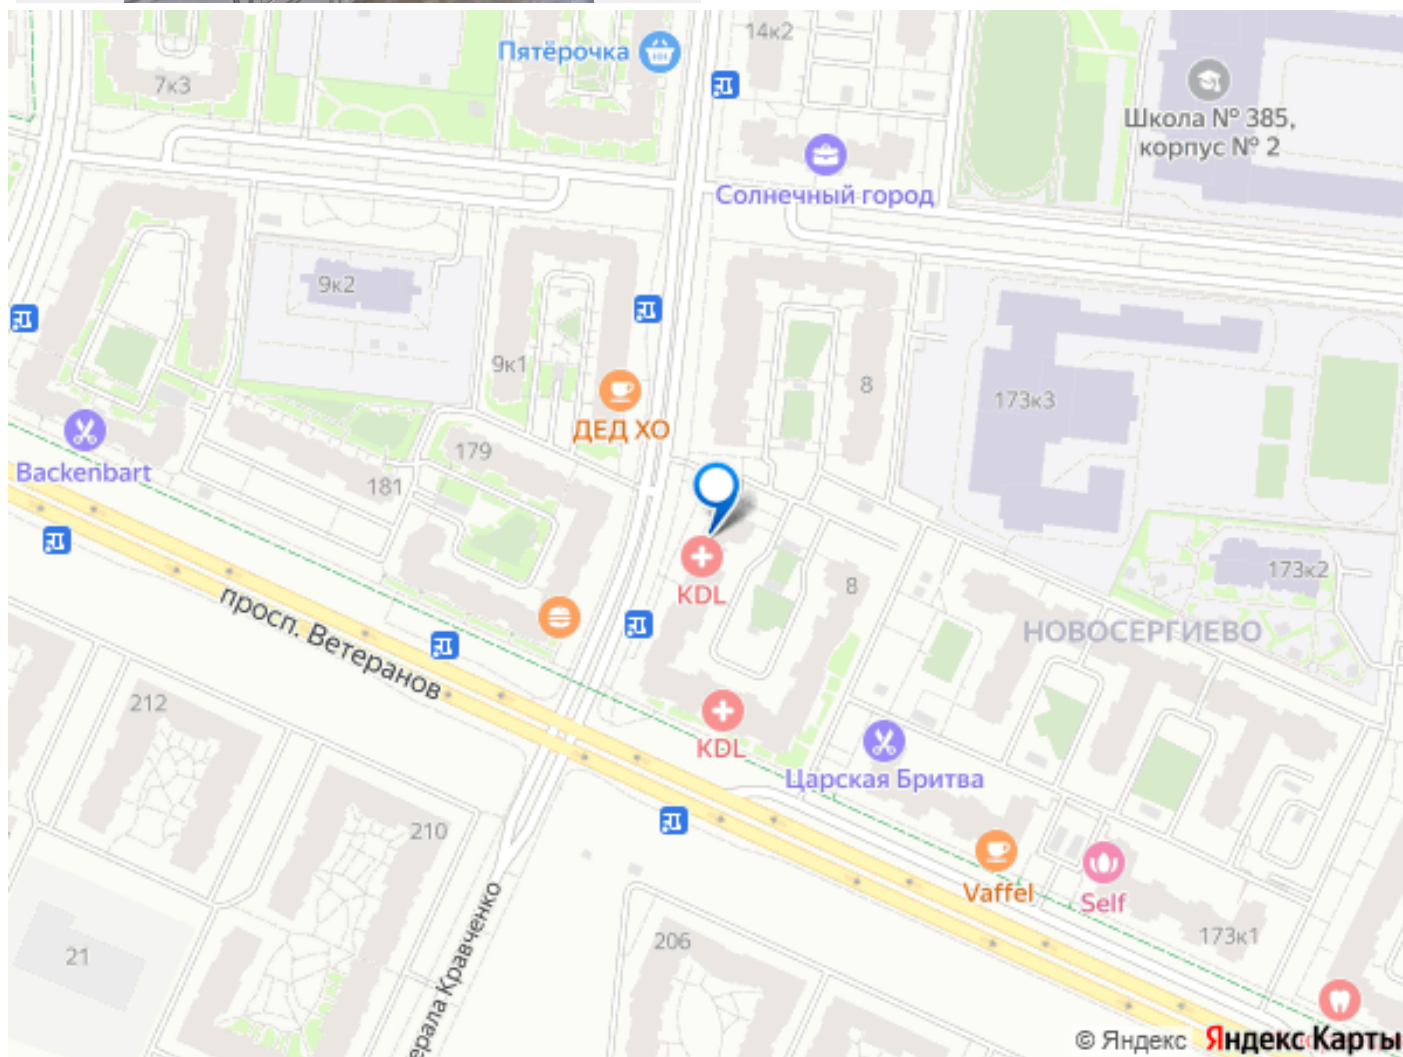 Пятёрочка
14к2
7к3
Школа № 385,
корпус № 2
Солнечный город
9к2
9к1
8
173к3
ДЕД ХО
Backenbart
179
181
KDL
8
173к2
НОВОСЕРГИЕВО
просп. Ветеранов
212
KDL
Царская Бритва
210
Vaffel
Self
206
173к1
21
ерала Кравченко
© Яндекс Яндекс Карты